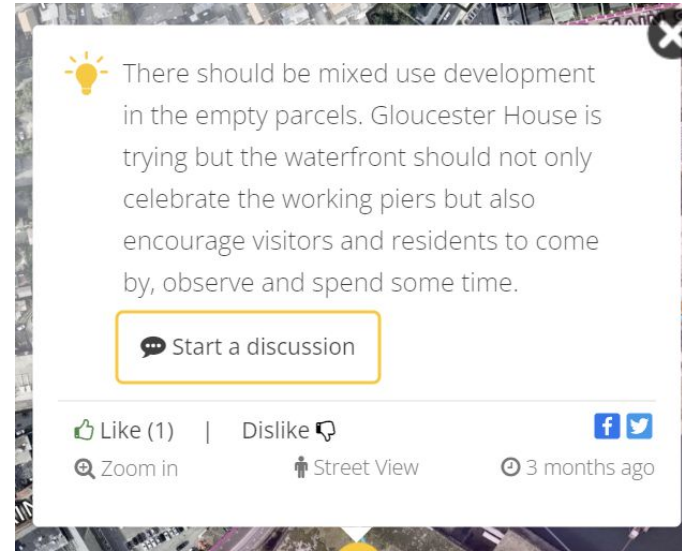 There should be mixed use development
in the empty parcels. Gloucester House is
trying but the waterfront should not only
celebrate the working piers but also
encourage visitors and residents to come
by, observe and spend some time.
Start a discussion
Like (1) | Dislike
Zoom in Street View 3 months ago